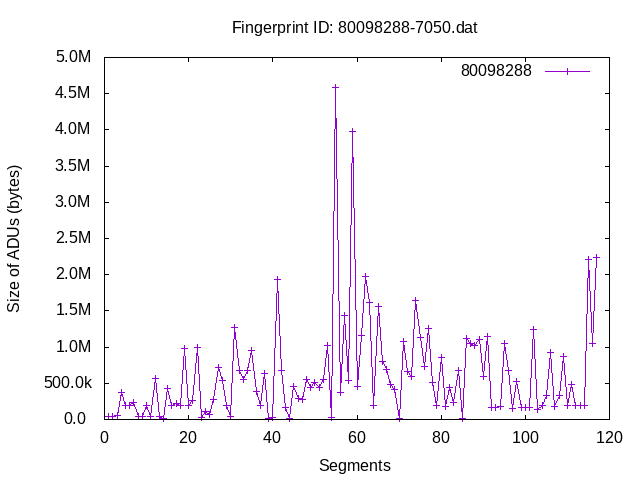 Fingerprint ID: 80098288-7050.dat
5.0M
80098288
4.5M
4.0M
3.5M
3.0M
2.5M
2.0M
1.5M
1.0M
500.0k
0.0
0 20 40 60 80 100 120
Size of ADUs (bytes)
Segments